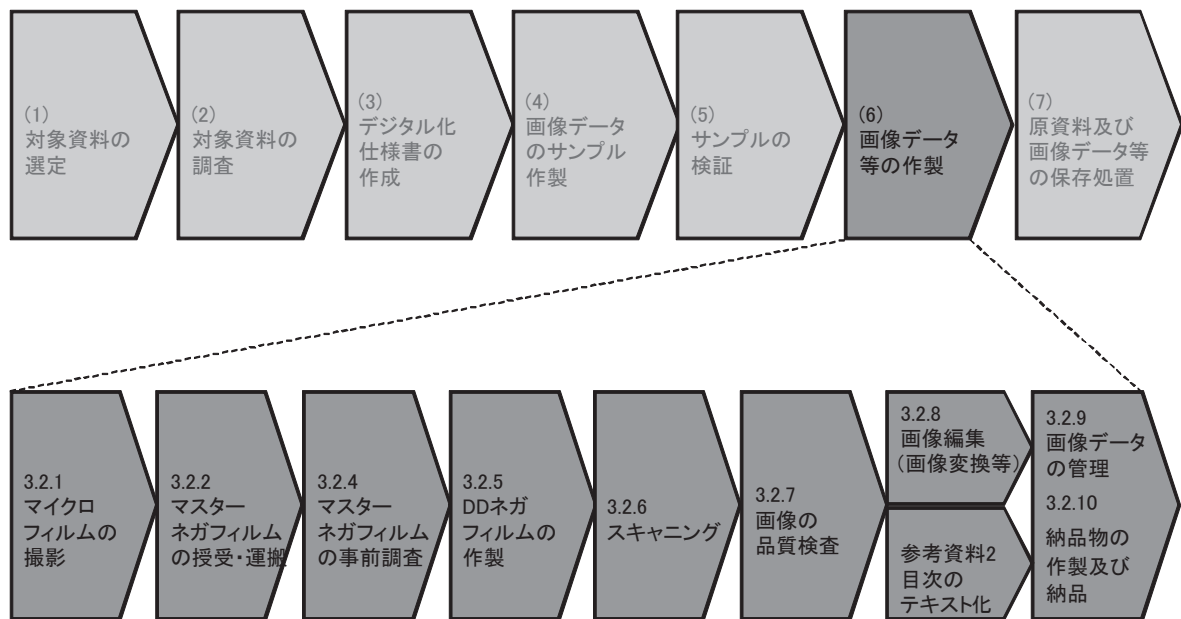 (1)
対象資料の
選定
(2)
対象資料の
調査
(3)
デジタル化
仕様書の
作成
(4)
画像データ
のサンプル
作製
(5)
サンプルの
検証
(6)
画像データ
等の作製
(7)
原資料及び
画像データ等
の保存処置
3.2.1
マイクロ
フィルムの
撮影
3.2.2
マスター
ネガフィルム
の授受・運搬
3.2.4
マスター
ネガフィルム
の事前調査
3.2.5
DDネガ
フィルムの
作製
3.2.6
スキャニング
3.2.7
画像の
品質検査
3.2.8
画像編集
(画像変換等)
参考資料2
目次の
テキスト化
3.2.9
画像データ
の管理
3.2.10
納品物の
作製及び
納品